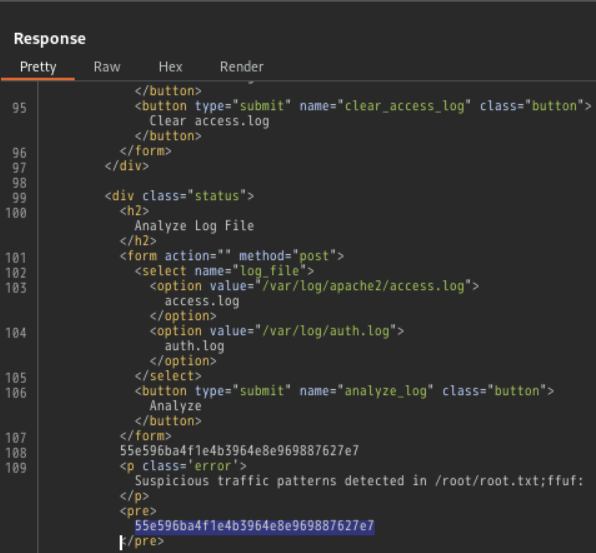 Response
Pretty Raw Hex Render
</button>
95 <button type="submit" name="clear_access_log" class="button">
Clear access.log
</button>
96 </form>
97 </div>
98
99 <div class="status">
100 <h2>
Analyze Log File
</h2>
101 <form action="" method="post">
102 <select name="log_file">
103 <option value="/var/log/apache2/access.log">
access.log
</option>
104 <option value="/var/log/auth.log">
auth.log
</option>
105 </select>
106 <button type="submit" name="analyze_log" class="button">
Analyze
</button>
107 </form>
108 55e596ba4f1e4b3964e8e969887627e7
109 <p class='error'>
Suspicious traffic patterns detected in /root/root.txt;ffuf:
</p>
<pre>
55e596ba4f1e4b3964e8e969887627e7
</pre>